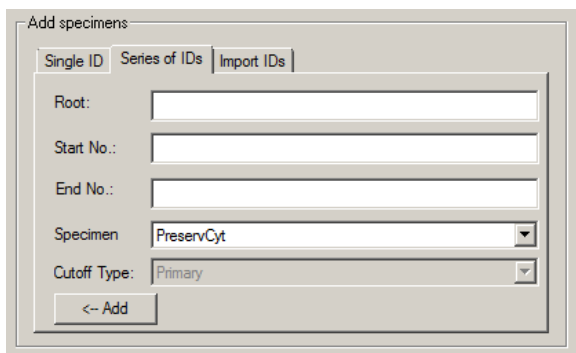 Add specimens
Single ID Series of IDs Import IDs
Root:
Start No.:
End No.:
Specimen PreservCyt
Cutoff Type: Primary
<-- Add